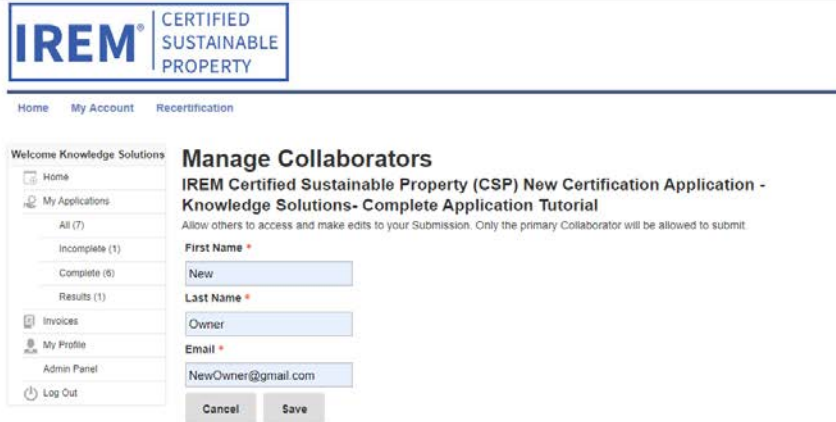 IREM®
CERTIFIED
SUSTAINABLE
PROPERTY
Home My Account Recertification
Welcome Knowledge Solutions
Home
My Applications
All (7)
Incomplete (1)
Complete (6)
Results (1)
Invoices
My Profile
Admin Panel
Log Out
Manage Collaborators
IREM Certified Sustainable Property (CSP) New Certification Application -
Knowledge Solutions- Complete Application Tutorial
Allow others to access and make edits to your Submission. Only the primary Collaborator will be allowed to submit
First Name *
New
Last Name *
Owner
Email *
NewOwner@gmail.com
Cancel Save